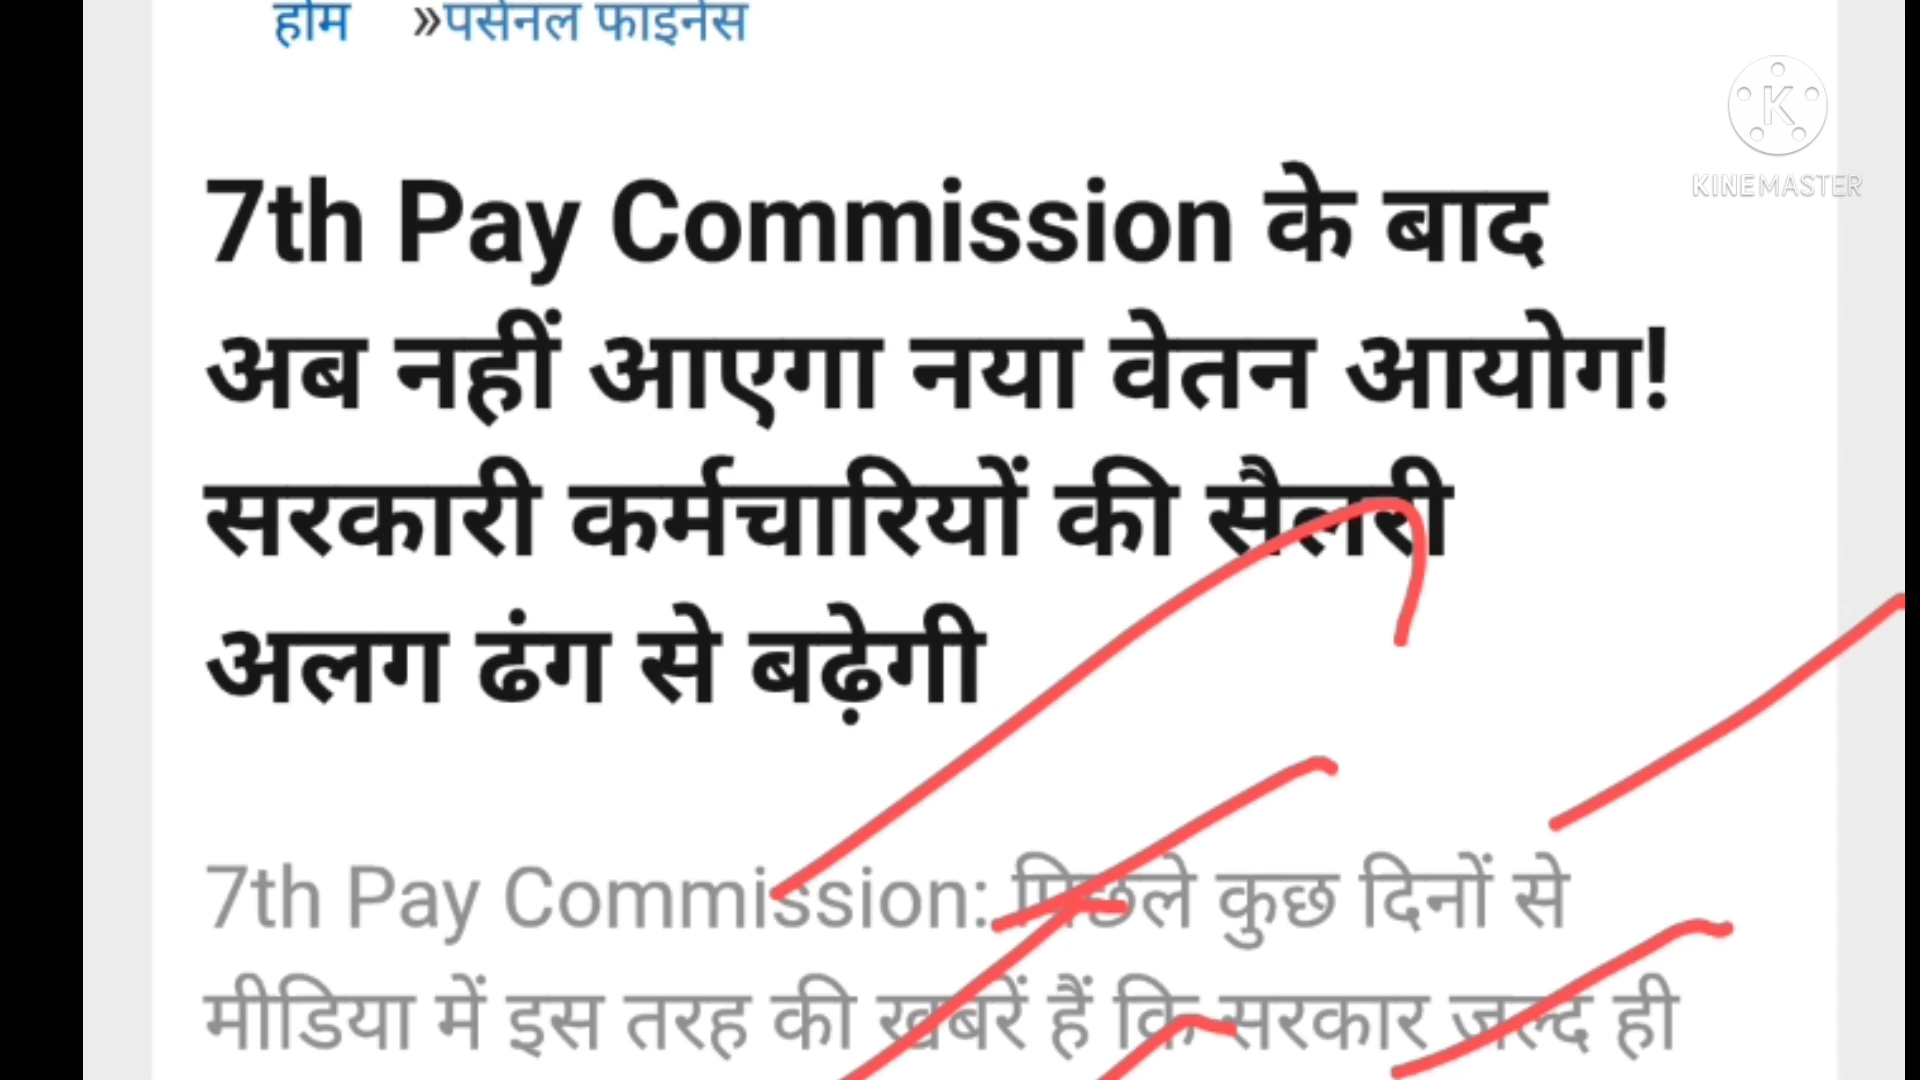 होम »पर्सनल फाइनेंस
KINEMASTER
7th Pay Commission के बाद
अब नहीं आएगा नया वेतन आयोग!
सरकारी कर्मचारियों की सैलरी
अलग ढंग से बढ़ेगी
7th Pay Commission: पिछले कुछ दिनों से
मीडिया में इस तरह की खबरें हैं कि सरकार जल्द ही